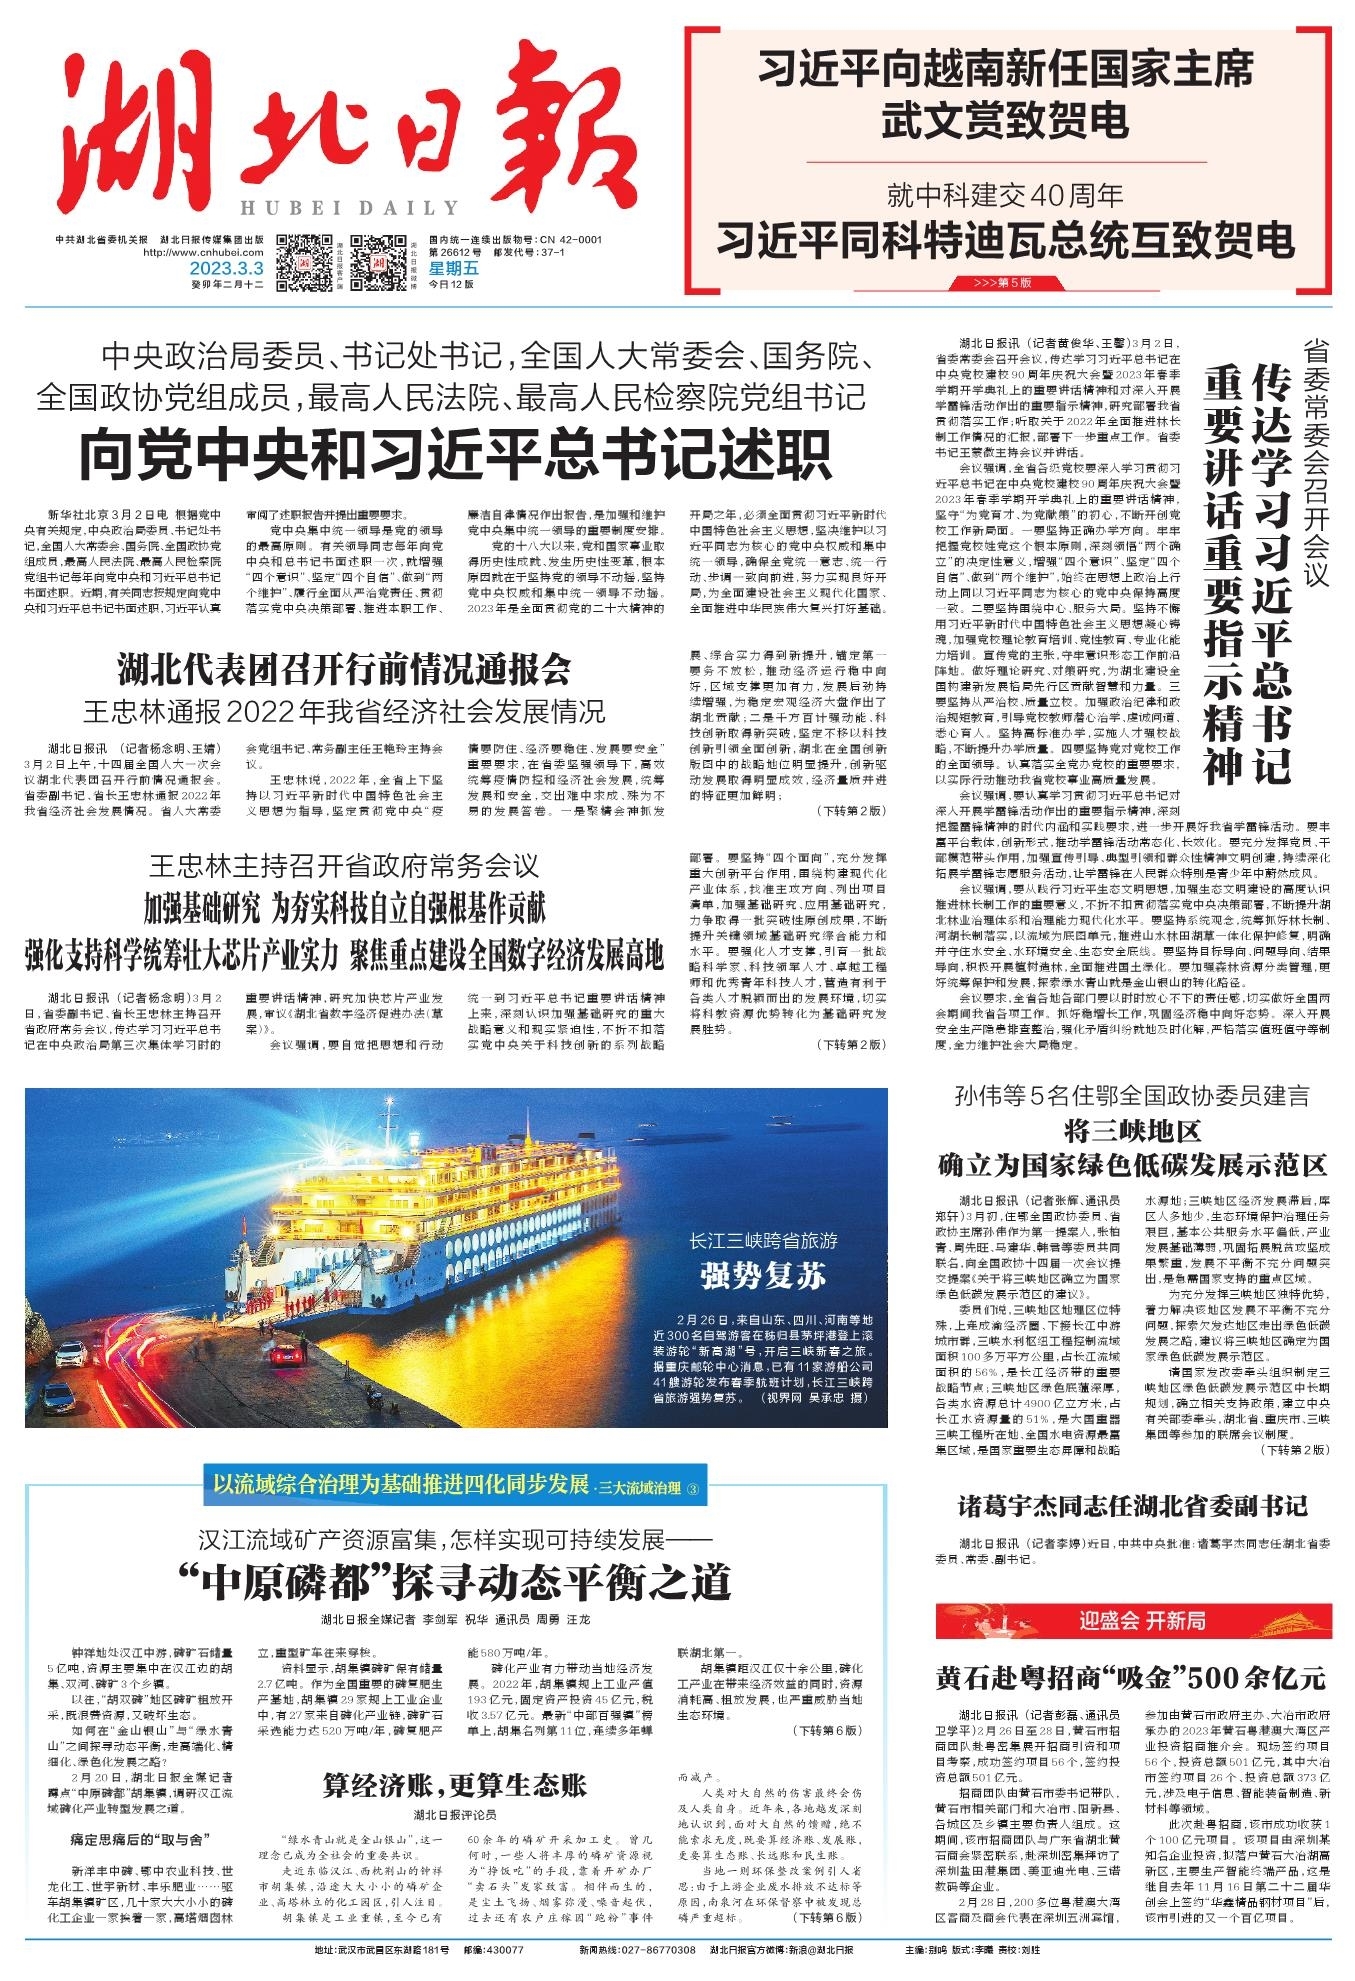 湖北日報
HUBEI DAILY
中共湖北省委机关报 湖北日报传媒集团出版
http://www.cnhubei.com
2023.3.3
癸卯年二月十二
湖北日报客户端
湖北日报微博
国内统一连续出版物号:CN 42-0001
第26612号 邮发代号:37-1
星期五
今日12版
习近平向越南新任国家主席
武文赏致贺电
就中科建交40周年
习近平同科特迪瓦总统互致贺电
>>>第5版
中央政治局委员、书记处书记,全国人大常委会、国务院、
全国政协党组成员,最高人民法院、最高人民检察院党组书记
向党中央和习近平总书记述职
新华社北京3月2日电 根据党中
央有关规定,中央政治局委员、书记处书
记,全国人大常委会、国务院、全国政协党
组成员,最高人民法院、最高人民检察院
党组书记每年向党中央和习近平总书记
书面述职。近期,有关同志按规定向党中
央和习近平总书记书面述职,习近平认真
审阅了述职报告并提出重要要求。
党中央集中统一领导是党的领导
的最高原则。有关领导同志每年向党
中央和总书记书面述职一次,就增强
“四个意识”、坚定“四个自信”、做到“两
个维护”、履行全面从严治党责任、贯彻
落实党中央决策部署、推进本职工作、
廉洁自律情况作出报告,是加强和维护
党中央集中统一领导的重要制度安排。
党的十八大以来,党和国家事业取
得历史性成就、发生历史性变革,根本
原因就在于坚持党的领导不动摇,坚持
党中央权威和集中统一领导不动摇。
2023年是全面贯彻党的二十大精神的
开局之年,必须全面贯彻习近平新时代
中国特色社会主义思想,坚决维护以习
近平同志为核心的党中央权威和集中
统一领导,确保全党统一意志、统一行
动、步调一致向前进,努力实现良好开
局,为全面建设社会主义现代化国家、
全面推进中华民族伟大复兴打好基础。
湖北代表团召开行前情况通报会
王忠林通报2022年我省经济社会发展情况
湖北日报讯 (记者杨念明、王婧)
3月2日上午,十四届全国人大一次会
议湖北代表团召开行前情况通报会。
省委副书记、省长王忠林通报2022年
我省经济社会发展情况。省人大常委
会党组书记、常务副主任王艳玲主持会
议。
王忠林说,2022年,全省上下坚
持以习近平新时代中国特色社会主
义思想为指导,坚定贯彻党中央“疫
情要防住、经济要稳住、发展要安全”
重要要求,在省委坚强领导下,高效
统筹疫情防控和经济社会发展,统筹
发展和安全,交出难中求成、殊为不
易的发展答卷。一是聚精会神抓发
展、综合实力得到新提升,锚定第一
要务不放松,推动经济运行稳中向
好,区域支撑更加有力,发展后劲持
续增强,为稳定宏观经济大盘作出了
湖北贡献;二是千方百计强动能、科
技创新取得新突破,坚定不移以科技
创新引领全面创新,湖北在全国创新
版图中的战略地位明显提升,创新驱
动发展取得明显成效,经济量质并进
的特征更加鲜明;
(下转第2版)
王忠林主持召开省政府常务会议
加强基础研究 为夯实科技自立自强根基作贡献
强化支持科学统筹壮大芯片产业实力 聚焦重点建设全国数字经济发展高地
湖北日报讯 (记者杨念明)3月2
日,省委副书记、省长王忠林主持召开
省政府常务会议,传达学习习近平总书
记在中央政治局第三次集体学习时的
重要讲话精神,研究加快芯片产业发
展,审议《湖北省数字经济促进办法(草
案)》。
会议强调,要自觉把思想和行动
统一到习近平总书记重要讲话精神
上来,深刻认识加强基础研究的重大
战略意义和现实紧迫性,不折不扣落
实党中央关于科技创新的系列战略
部署。要坚持“四个面向”,充分发挥
重大创新平台作用,围绕构建现代化
产业体系,找准主攻方向、列出项目
清单,加强基础研究、应用基础研究,
力争取得一批突破性原创成果,不断
提升关键领域基础研究综合能力和
水平。要强化人才支撑,引育一批战
略科学家、科技领军人才、卓越工程
师和优秀青年科技人才,营造有利于
各类人才脱颖而出的发展环境,切实
将科教资源优势转化为基础研究发
展胜势。
(下转第2版)
省委常委会召开会议
传达学习习近平总书记
重要讲话重要指示精神
湖北日报讯 (记者黄俊华、王馨)3月2日,
省委常委会召开会议,传达学习习近平总书记在
中央党校建校90周年庆祝大会暨2023年春季
学期开学典礼上的重要讲话精神和对深入开展
学雷锋活动作出的重要指示精神,研究部署我省
贯彻落实工作;听取关于2022年全面推进林长
制工作情况的汇报,部署下一步重点工作。省委
书记王蒙徽主持会议并讲话。
会议强调,全省各级党校要深入学习贯彻习
近平总书记在中央党校建校90周年庆祝大会暨
2023年春季学期开学典礼上的重要讲话精神,
坚守“为党育才、为党献策”的初心,不断开创党
校工作新局面。一要坚持正确办学方向。牢牢
把握党校姓党这个根本原则,深刻领悟“两个确
立”的决定性意义,增强“四个意识”、坚定“四个
自信”、做到“两个维护”,始终在思想上政治上行
动上同以习近平同志为核心的党中央保持高度
一致。二要坚持围绕中心、服务大局。坚持不懈
用习近平新时代中国特色社会主义思想凝心铸
魂,加强党校理论教育培训、党性教育、专业化能
力培训。宣传党的主张,守牢意识形态工作前沿
阵地。做好理论研究、对策研究,为湖北建设全
国构建新发展格局先行区贡献智慧和力量。三
要坚持从严治校、质量立校。加强政治纪律和政
治规矩教育,引导党校教师潜心治学、虔诚问道、
悉心育人。坚持高标准办学,实施人才强校战
略,不断提升办学质量。四要坚持党对党校工作
的全面领导。认真落实全党办党校的重要要求,
以实际行动推动我省党校事业高质量发展。
会议强调,要认真学习贯彻习近平总书记对
深入开展学雷锋活动作出的重要指示精神,深刻
把握雷锋精神的时代内涵和实践要求,进一步开展好我省学雷锋活动。要丰
富平台载体,创新形式,推动学雷锋活动常态化、长效化。要充分发挥党员、干
部模范带头作用,加强宣传引导、典型引领和群众性精神文明创建,持续深化
拓展学雷锋志愿服务活动,让学雷锋在人民群众特别是青少年中蔚然成风。
会议强调,要从践行习近平生态文明思想,加强生态文明建设的高度认识
推进林长制工作的重要意义,不折不扣贯彻落实党中央决策部署,不断提升湖
北林业治理体系和治理能力现代化水平。要坚持系统观念,统筹抓好林长制、
河湖长制落实,以流域为底图单元,推进山水林田湖草一体化保护修复,明确
并守住水安全、水环境安全、生态安全底线。要坚持目标导向、问题导向、结果
导向,积极开展植树造林,全面推进国土绿化。要加强森林资源分类管理,更
好统筹保护和发展,探索绿水青山就是金山银山的转化路径。
会议要求,全省各地各部门要以时时放心不下的责任感,切实做好全国两
会期间我省各项工作。抓好稳增长工作,巩固经济稳中向好态势。深入开展
安全生产隐患排查整治,强化矛盾纠纷就地及时化解,严格落实值班值守等制
度,全力维护社会大局稳定。
长江三峡跨省旅游
强势复苏
2月26日,来自山东、四川、河南等地
近300名自驾游客在秭归县茅坪港登上滚
装游轮“新高湖”号,开启三峡新春之旅。
据重庆邮轮中心消息,已有11家游船公司
41艘游轮发布春季航班计划,长江三峡跨
省旅游强势复苏。 (视界网 吴承忠 摄)
孙伟等5名住鄂全国政协委员建言
将三峡地区
确立为国家绿色低碳发展示范区
湖北日报讯 (记者张辉、通讯员
郑轩)3月初,住鄂全国政协委员、省
政协主席孙伟作为第一提案人,张柏
青、周先旺、马建华、韩君等委员共同
联名,向全国政协十四届一次会议提
交提案《关于将三峡地区确立为国家
绿色低碳发展示范区的建议》。
委员们说,三峡地区地理区位特
殊,上连成渝经济圈、下接长江中游
城市群,三峡水利枢纽工程控制流域
面积100多万平方公里,占长江流域
面积的56%,是长江经济带的重要
战略节点;三峡地区绿色底蕴深厚,
各类水资源总计4900亿立方米,占
长江水资源量的51%,是大国重器
三峡工程所在地、全国水电资源最富
集区域,是国家重要生态屏障和战略
水源地;三峡地区经济发展滞后,库
区人多地少,生态环境保护治理任务
艰巨,基本公共服务水平偏低,产业
发展基础薄弱,巩固拓展脱贫攻坚成
果繁重,发展不平衡不充分问题突
出,是急需国家支持的重点区域。
为充分发挥三峡地区独特优势,
着力解决该地区发展不平衡不充分
问题,探索欠发达地区走出绿色低碳
发展之路,建议将三峡地区确定为国
家绿色低碳发展示范区。
请国家发改委牵头组织制定三
峡地区绿色低碳发展示范区中长期
规划,确立相关支持政策,建立中央
有关部委牵头,湖北省、重庆市、三峡
集团等参加的联席会议制度。
(下转第2版)
诸葛宇杰同志任湖北省委副书记
湖北日报讯 (记者李婷)近日,中共中央批准:诸葛宇杰同志任湖北省委
委员、常委、副书记。
以流域综合治理为基础推进四化同步发展·三大流域治理 ③
汉江流域矿产资源富集,怎样实现可持续发展——
“中原磷都”探寻动态平衡之道
湖北日报全媒记者 李剑军 祝华 通讯员 周勇 汪龙
钟祥地处汉江中游,磷矿石储量
5亿吨,资源主要集中在汉江边的胡
集、双河、磷矿3个乡镇。
以往,“胡双磷”地区磷矿粗放开
采,既浪费资源,又破坏生态。
如何在“金山银山”与“绿水青
山”之间探寻动态平衡,走高端化、精
细化、绿色化发展之路?
2月20日,湖北日报全媒记者
蹲点“中原磷都”胡集镇,调研汉江流
域磷化产业转型发展之道。
痛定思痛后的“取与舍”
新洋丰中磷、鄂中农业科技、世
龙化工、世宇新材、丰乐肥业……驱
车胡集镇矿区,几十家大大小小的磷
化工企业一家挨着一家,高塔烟囱林
立,重型矿车往来穿梭。
资料显示,胡集镇磷矿保有储量
2.7亿吨。作为全国重要的磷复肥生
产基地,胡集镇29家规上工业企业
中,有27家来自磷化产业链,磷矿石
采选能力达520万吨/年,磷复肥产
能580万吨/年。
磷化产业有力带动当地经济发
展。2022年,胡集镇规上工业产值
193亿元,固定资产投资45亿元,税
收3.57亿元。最新“中部百强镇”榜
单上,胡集名列第11位,连续多年蝉
联湖北第一。
胡集镇距汉江仅十余公里,磷化
工产业在带来经济效益的同时,资源
消耗高、粗放发展,也严重威胁当地
生态环境。
(下转第6版)
算经济账,更算生态账
湖北日报评论员
“绿水青山就是金山银山”,这一
理念已成为全社会的重要共识。
走近东临汉江、西枕荆山的钟祥
市胡集镇,沿途大大小小的磷矿企
业、高塔林立的化工园区,引人注目。
胡集镇是工业重镇,至今已有
60余年的磷矿开采加工史。曾几
何时,一些人将丰厚的磷矿资源视
为“挣饭吃”的手段,靠着开矿办厂
“卖石头”发家致富。相伴而生的,
是尘土飞扬、烟雾弥漫、噪音起伏,
过去还有农户庄稼因“跑粉”事件
而减产。
人类对大自然的伤害最终会伤
及人类自身。近年来,各地越发深刻
地认识到,面对大自然的馈赠,绝不
能索求无度,既要算经济账、发展账,
更要算生态账、长远账和民生账。
当地一则环保整改案例引人省
思:由于上游企业废水排放不达标等
原因,南泉河在环保督察中被发现总
磷严重超标。 (下转第6版)
迎盛会 开新局
黄石赴粤招商“吸金”500余亿元
湖北日报讯 (记者彭磊、通讯员
卫学平)2月26日至28日,黄石市招
商团队赴粤密集展开招商引资和项
目考察,成功签约项目56个,签约投
资总额501亿元。
招商团队由黄石市委书记带队,
黄石市相关部门和大冶市、阳新县、
各城区及乡镇主要负责人组成。这
期间,该市招商团队与广东省湖北黄
石商会紧密联系,赴深圳密集拜访了
深圳盐田港集团、美亚迪光电、三诺
数码等企业。
2月28日,200多位粤港澳大湾
区客商及商会代表在深圳五洲宾馆,
参加由黄石市政府主办、大冶市政府
承办的2023年黄石粤港澳大湾区产
业投资招商推介会。现场签约项目
56个,投资总额501亿元,其中大冶
市签约项目26个、投资总额373亿
元,涉及电子信息、智能装备制造、新
材料等领域。
此次赴粤招商,该市成功收获1
个100亿元项目。该项目由深圳某
知名企业投资,拟落户黄石大冶湖高
新区,主要生产智能终端产品,这是
继自去年11月16日第二十二届华
创会上签约“华鑫精品钢材项目”后,
该市引进的又一个百亿项目。
地址:武汉市武昌区东湖路181号 邮编:430077 新闻热线:027-86770308 湖北日报官方微博:新浪@湖北日报 主编:别鸣 版式:李曦 责校:刘胜